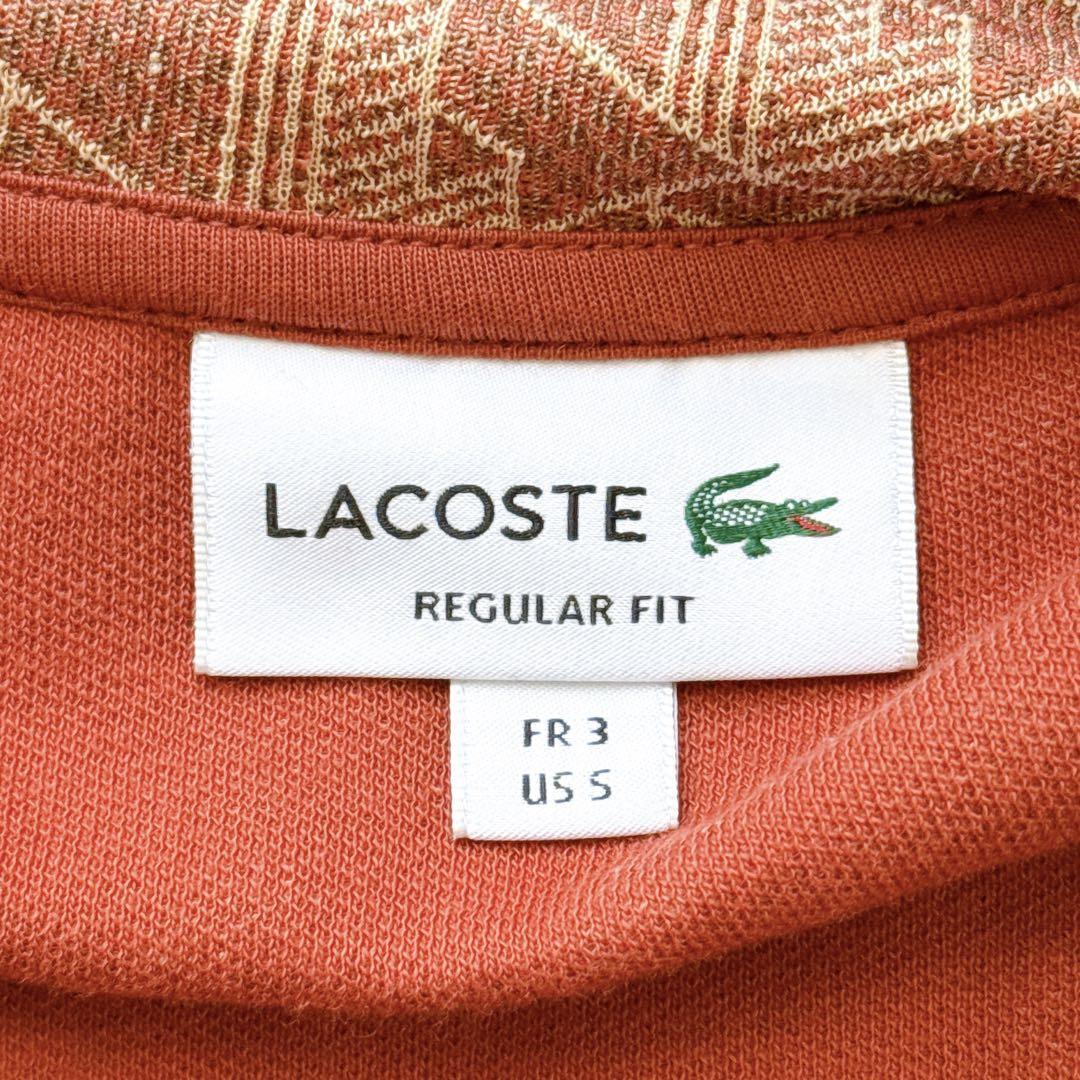 LACOSTE
REGULAR FIT
FR 3
US S